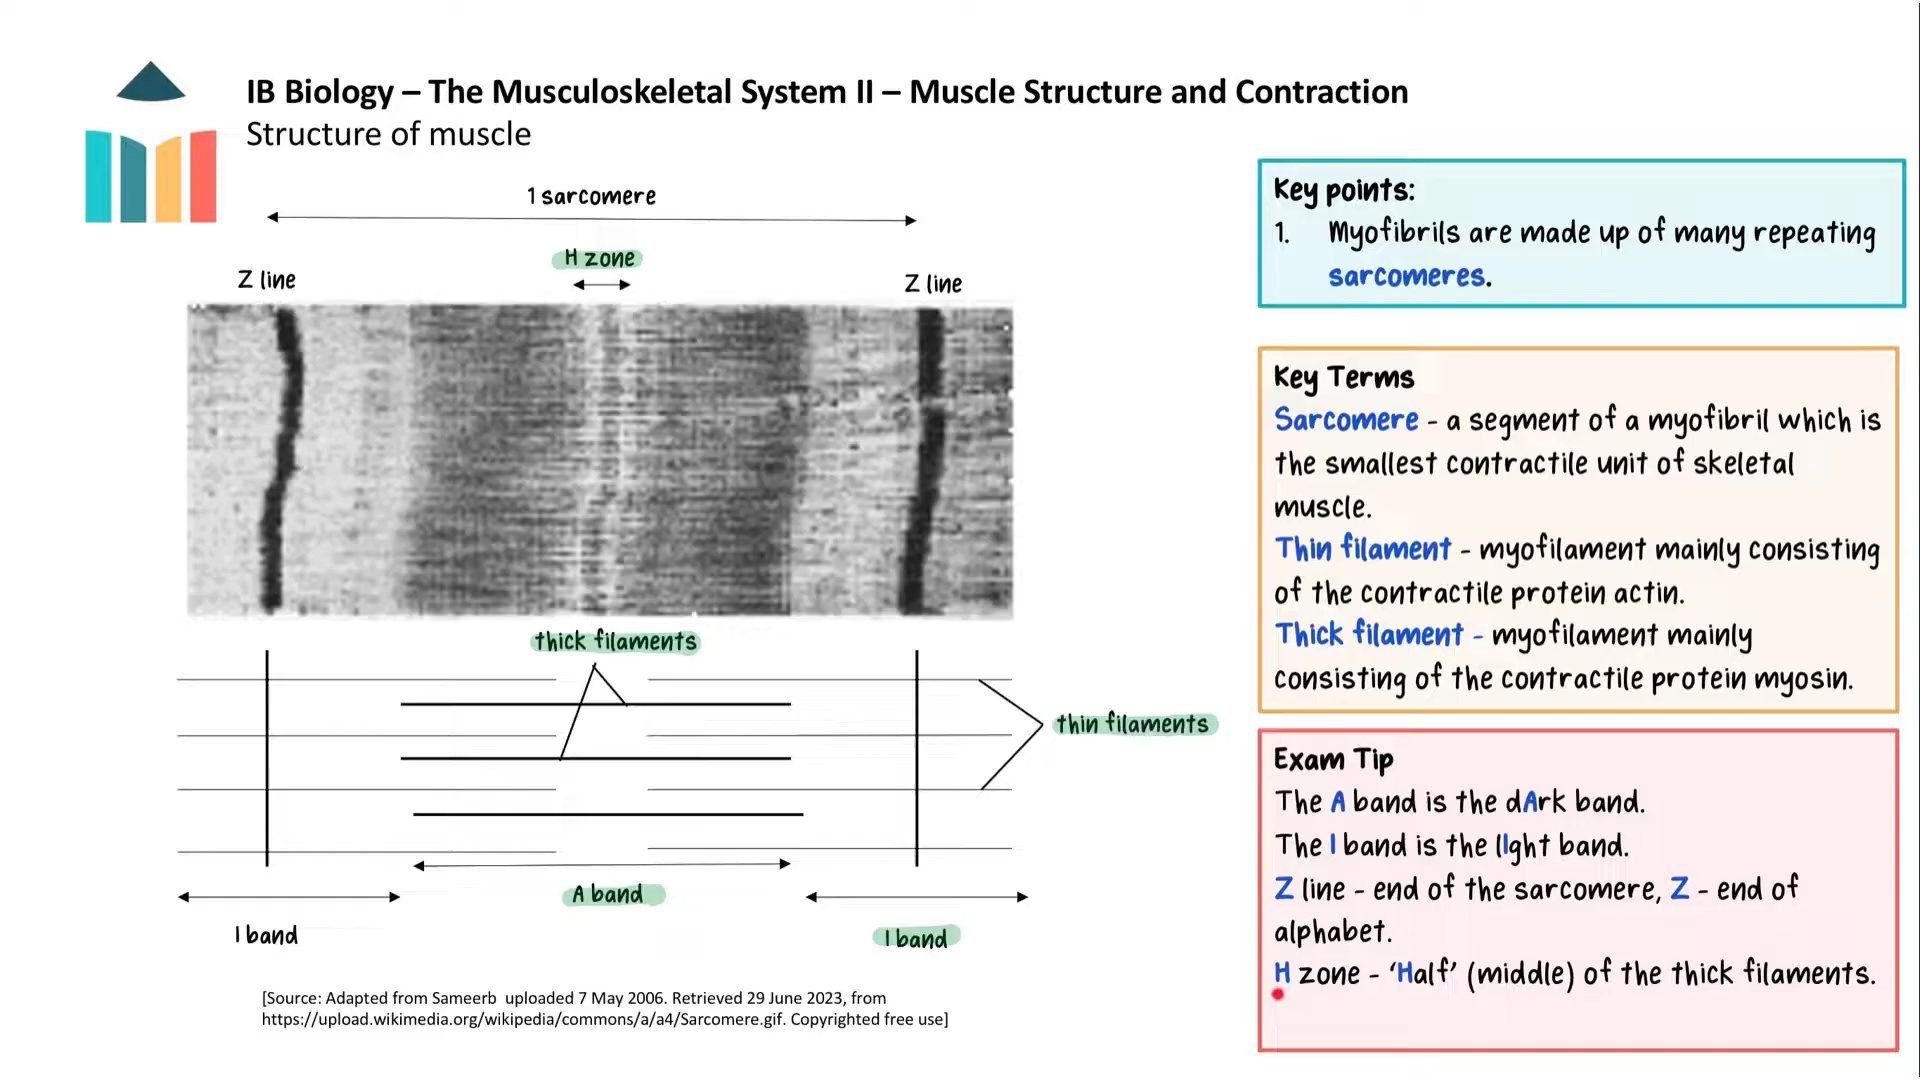 IB Biology – The Musculoskeletal System II – Muscle Structure and Contraction
Structure of muscle
1 sarcomere
H zone
Z line
Z line
thick filaments
thin filaments
A band
I band
I band
[Source: Adapted from Sameerb uploaded 7 May 2006. Retrieved 29 June 2023, from
https://upload.wikimedia.org/wikipedia/commons/a/a4/Sarcomere.gif. Copyrighted free use]
Key points:
1. Myofibrils are made up of many repeating
sarcomeres.
Key Terms
Sarcomere - a segment of a myofibril which is
the smallest contractile unit of skeletal
muscle.
Thin filament - myofilament mainly consisting
of the contractile protein actin.
Thick filament - myofilament mainly
consisting of the contractile protein myosin.
Exam Tip
The A band is the dArk band.
The I band is the lIght band.
Z line - end of the sarcomere, Z - end of
alphabet.
H zone - ‘Half’ (middle) of the thick filaments.